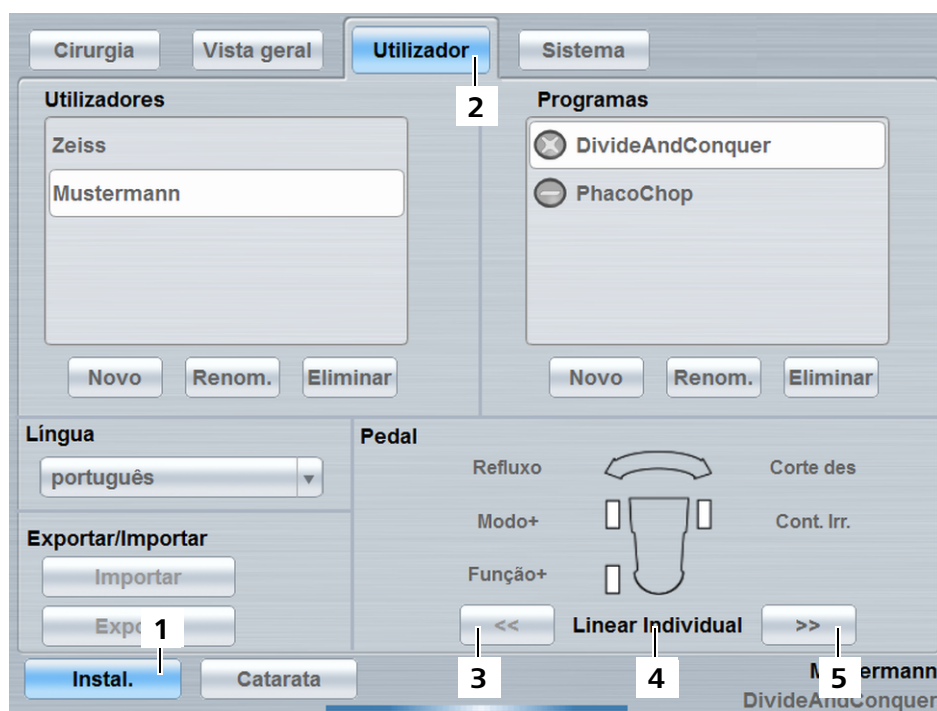 Cirurgia Vista geral Utilizador Sistema
2
Utilizadores Programas
Zeiss DivideAndConquer
Mustermann PhacoChop
Novo Renom. Eliminar Novo Renom. Eliminar
Língua Pedal
português Refluxo Corte des
Modo+ Cont. Irr.
Exportar/Importar
Importar Função+
1 << Linear Individual >>
Instal. Catarata 3 4 5
DivideAndConquer